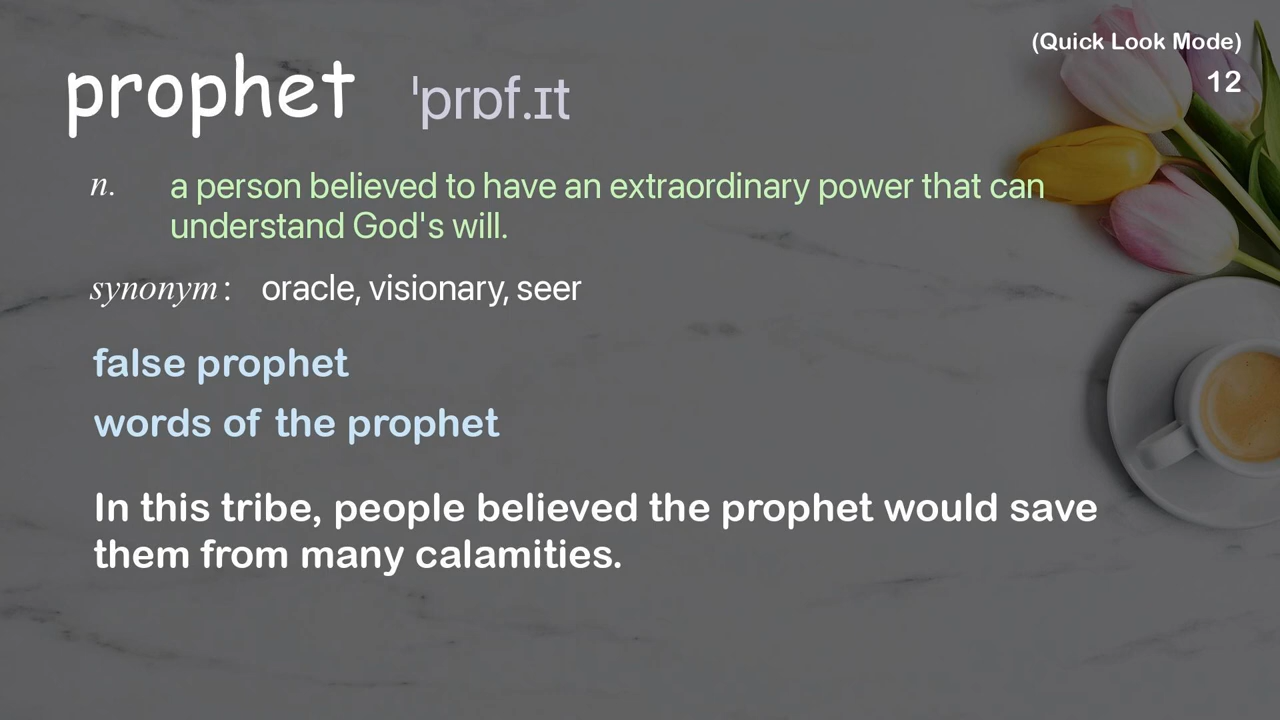 (Quick Look Mode)
12
prophet ˈprɒf.ɪt
n. a person believed to have an extraordinary power that can
understand God's will.
synonym : oracle, visionary, seer
false prophet
words of the prophet
In this tribe, people believed the prophet would save
them from many calamities.